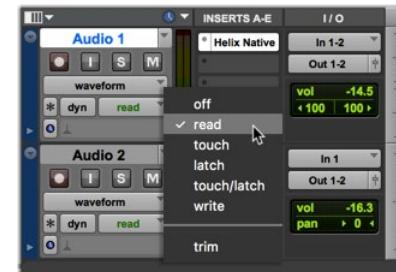 INSERTS A-E I / O
Audio 1 Helix Native In 1-2
I S M Out 1-2
waveform vol -14.5
dyn read 100 100
off
read
touch
latch
touch/latch
write
trim
Audio 2 In 1
I S M Out 1-2
waveform vol -16.3
dyn read pan 0